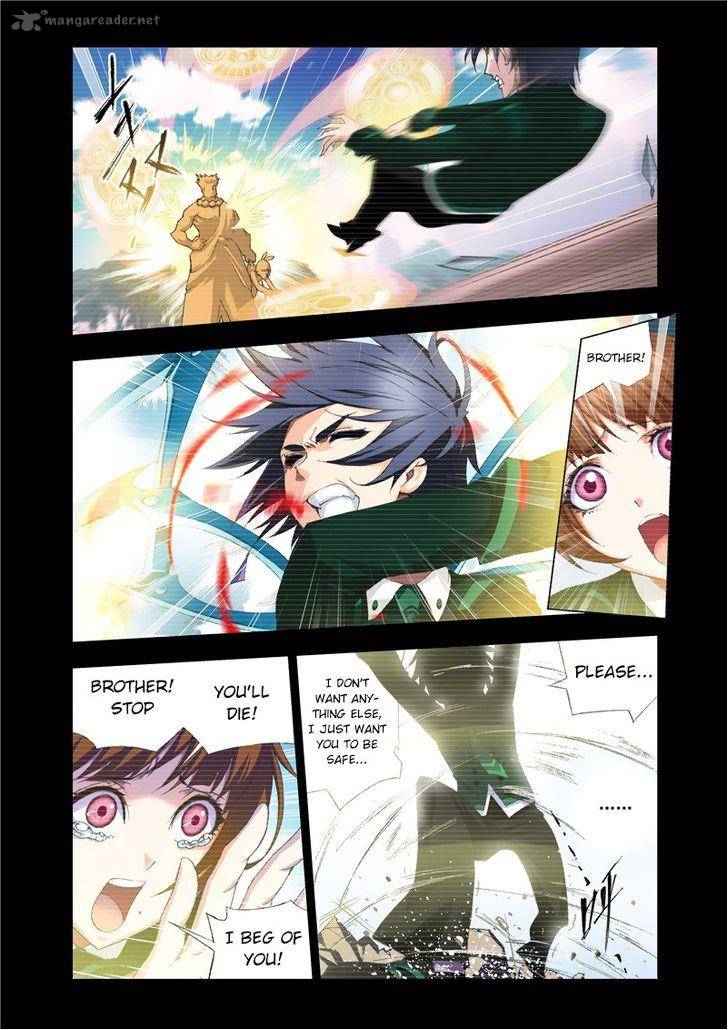 mangareader.net
BROTHER!
BROTHER!
STOP
YOU'LL
DIE!
I BEG OF
YOU!
I DON'T
WANT ANY-
THING ELSE,
I JUST WANT
YOU TO BE
SAFE...
PLEASE...
......